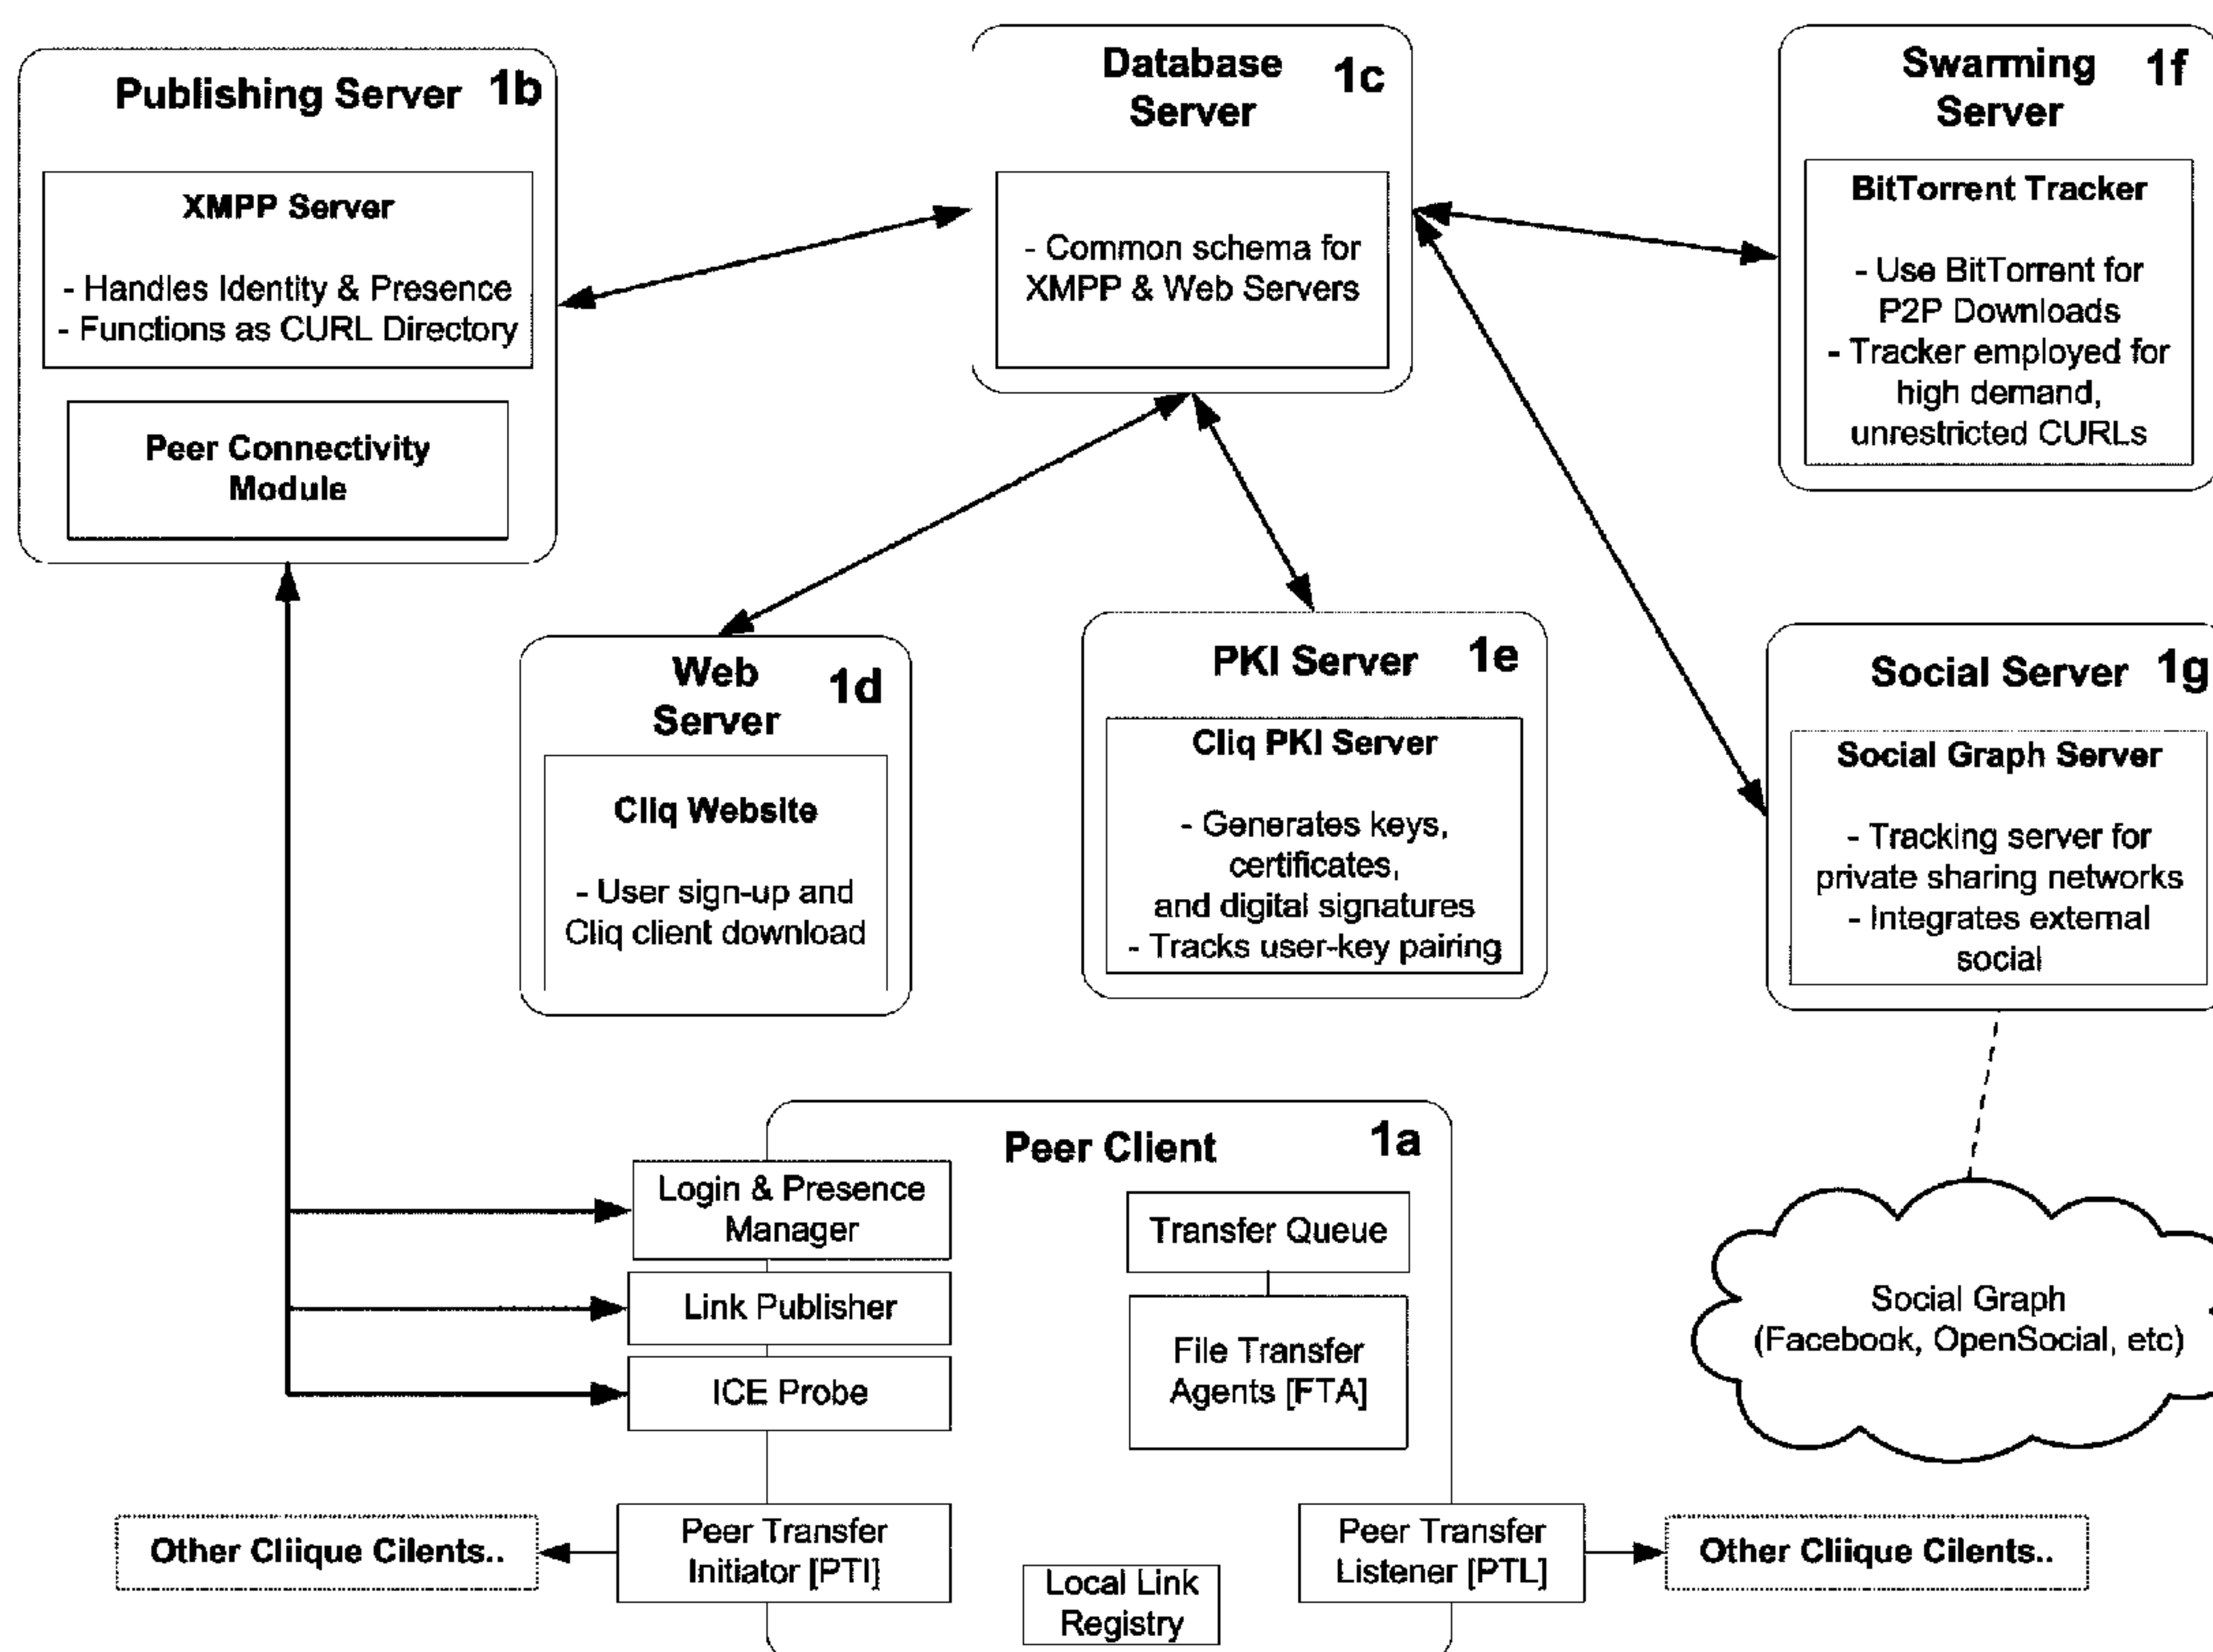 Publishing Server 1b
XMPP Server
- Handles Identity & Presence
- Functions as CURL Directory
Peer Connectivity
Module
Database 1c
Server
- Common schema for
XMPP & Web Servers
Swarming 1f
Server
BitTorrent Tracker
- Use BitTorrent for
P2P Downloads
- Tracker employed for
high demand,
unrestricted CURLs
Web 1d
Server
Cliq Website
- User sign-up and
Cliq client download
PKI Server 1e
Cliq PKI Server
- Generates keys,
certificates,
and digital signatures
- Tracks user-key pairing
Social Server 1g
Social Graph Server
- Tracking server for
private sharing networks
- Integrates external
social
Peer Client 1a
Login & Presence
Manager
Link Publisher
ICE Probe
Transfer Queue
File Transfer
Agents [FTA]
Social Graph
(Facebook, OpenSocial, etc)
Other Cliique Cilents..
Peer Transfer
Initiator [PTI]
Local Link
Registry
Peer Transfer
Listener [PTL]
Other Cliique Cilents..